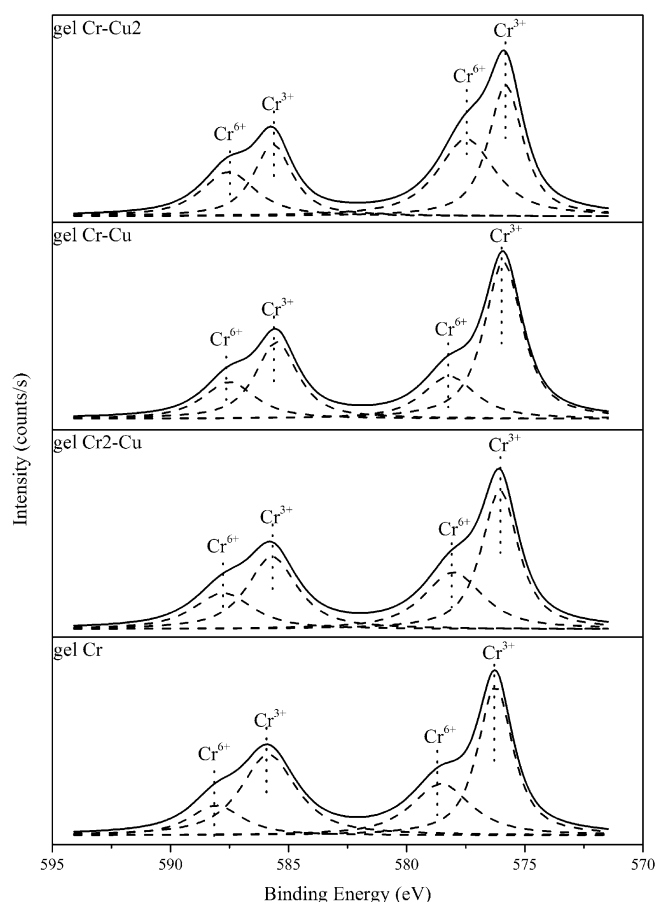 gel Cr-Cu2
Cr3+
Cr6+
Cr3+
Cr6+
gel Cr-Cu
Cr3+
Cr3+
Cr6+
Cr6+
gel Cr2-Cu
Cr3+
Cr3+
Cr6+
Cr6+
gel Cr
Cr3+
Cr3+
Cr6+
Cr6+
Intensity (counts/s)
595 590 585 580 575 570
Binding Energy (eV)